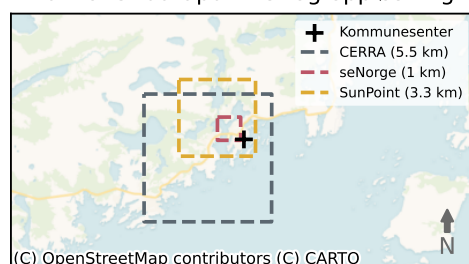 Kommunesenter
CERRA (5.5 km)
seNorge (1 km)
SunPoint (3.3 km)
N
(C) OpenStreetMap contributors (C) CARTO